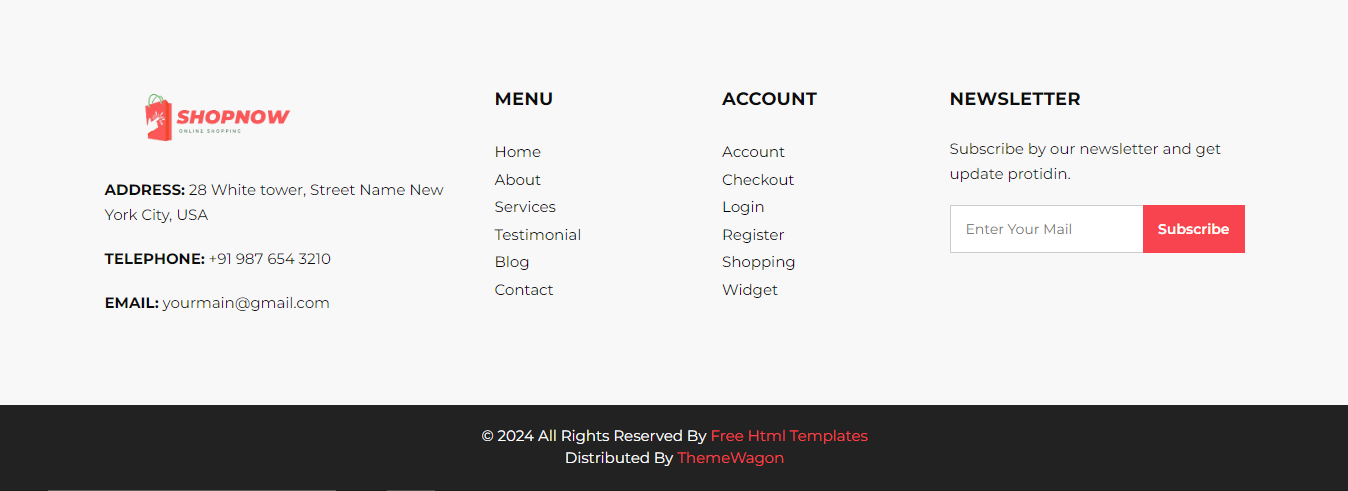 SHOPNOW
ONLINE SHOPPING
ADDRESS: 28 White tower, Street Name New
York City, USA
TELEPHONE: +91 987 654 3210
EMAIL: yourmain@gmail.com
MENU
Home
About
Services
Testimonial
Blog
Contact
ACCOUNT
Account
Checkout
Login
Register
Shopping
Widget
NEWSLETTER
Subscribe by our newsletter and get
update protidin.
Enter Your Mail
Subscribe
© 2024 All Rights Reserved By Free Html Templates
Distributed By ThemeWagon